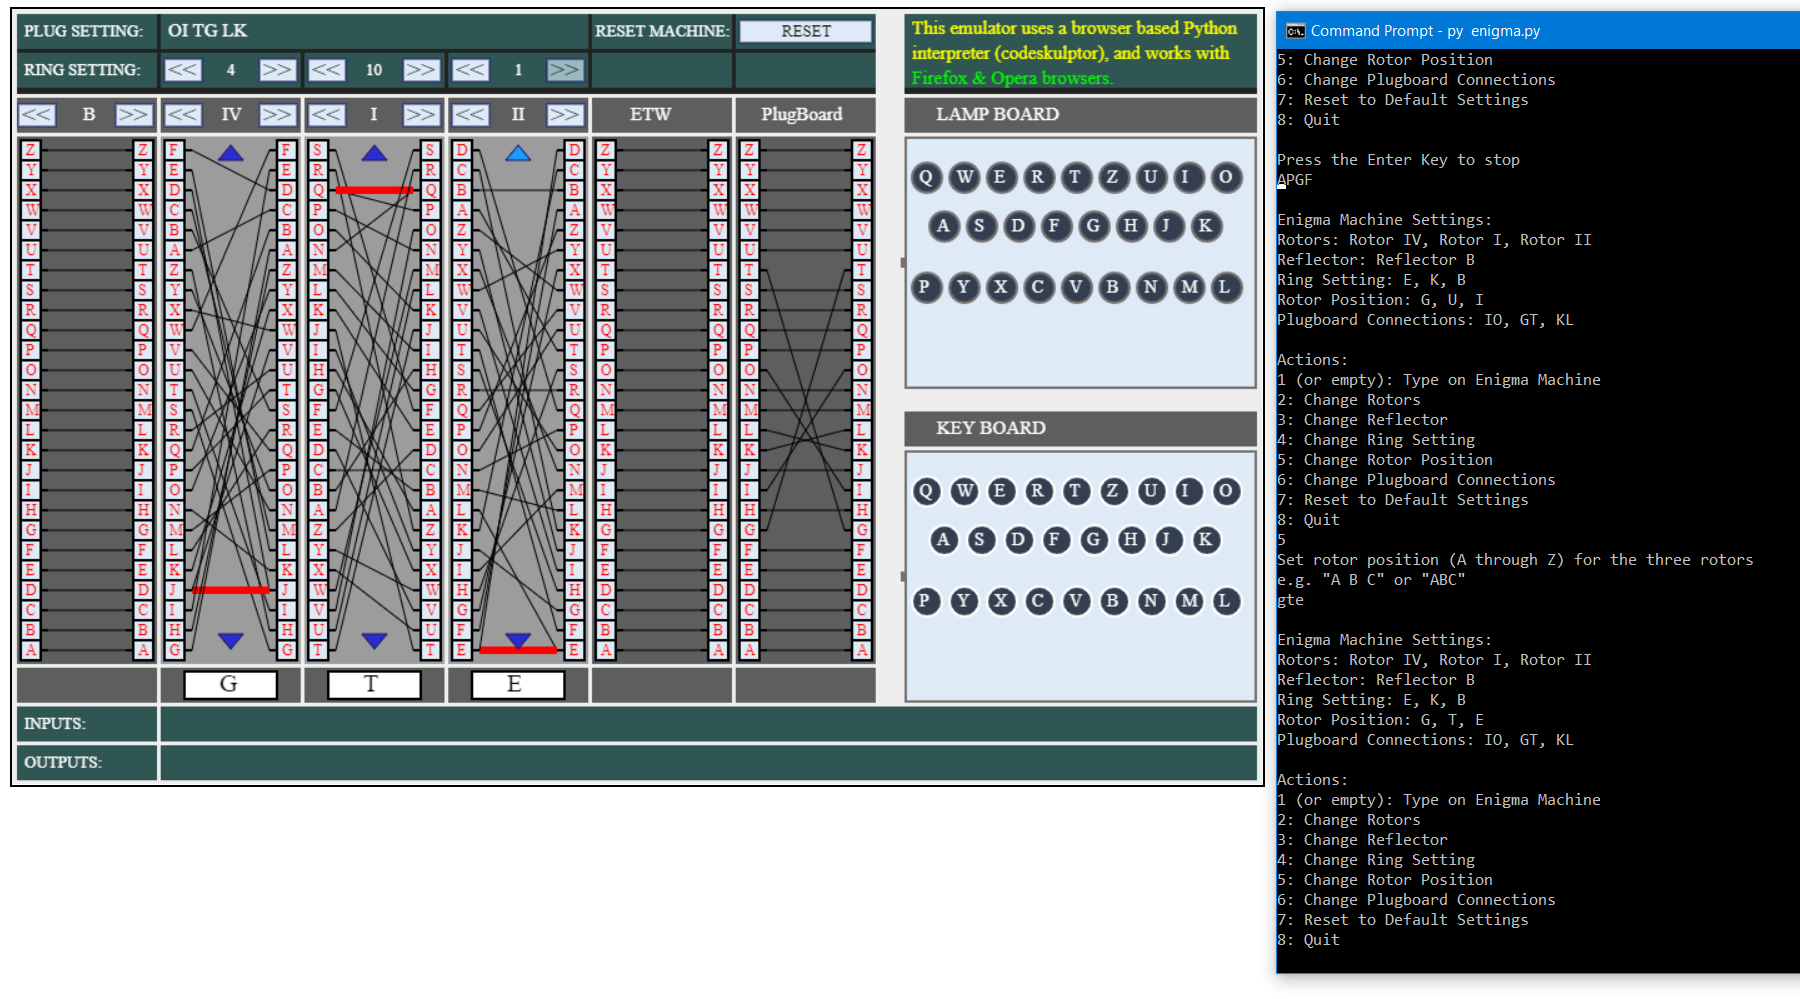 PLUG SETTING: OI TG LK RESET MACHINE: RESET
RING SETTING: << 4 >> << 10 >> << 1 >>
<< B >> << IV >> << I >> << II >> ETW PlugBoard
Z Z F F S S D D Z Z Z Z
Y Y E E R R C C Y Y Y Y
X X D D Q Q B B X X X X
W W C C P P A A W W W W
V V B B O O Z Z V V V V
U U A A N N Y Y U U U U
T T Z Z M M X X T T T T
S S Y Y L L W W S S S S
R R X X K K V V R R R R
Q Q W W J J U U Q Q Q Q
P P V V I I T T P P P P
O O U U H H S S O O O O
N N T T G G R R N N N N
M M S S F F Q Q M M M M
L L R R E E P P L L L L
K K Q Q D D O O K K K K
J J P P C C N N J J J J
I I O O B B M M I I I I
H H N N A A L L H H H H
G G M M Z Z K K G G G G
F F L L Y Y J J F F F F
E E K K X X I I E E E E
D D J J W W H H D D D D
C C I I V V G G C C C C
B B H H U U F F B B B B
A A G G T T E E A A A A
G T E
INPUTS:
OUTPUTS:
This emulator uses a browser based Python
interpreter (codeskulptor), and works with
Firefox & Opera browsers.
LAMP BOARD
Q W E R T Z U I O
A S D F G H J K
P Y X C V B N M L
KEY BOARD
Q W E R T Z U I O
A S D F G H J K
P Y X C V B N M L
Command Prompt - py enigma.py
5: Change Rotor Position
6: Change Plugboard Connections
7: Reset to Default Settings
8: Quit
Press the Enter Key to stop
APGF
Enigma Machine Settings:
Rotors: Rotor IV, Rotor I, Rotor II
Reflector: Reflector B
Ring Setting: E, K, B
Rotor Position: G, U, I
Plugboard Connections: IO, GT, KL
Actions:
1 (or empty): Type on Enigma Machine
2: Change Rotors
3: Change Reflector
4: Change Ring Setting
5: Change Rotor Position
6: Change Plugboard Connections
7: Reset to Default Settings
8: Quit
5
Set rotor position (A through Z) for the three rotors
e.g. "A B C" or "ABC"
gte
Enigma Machine Settings:
Rotors: Rotor IV, Rotor I, Rotor II
Reflector: Reflector B
Ring Setting: E, K, B
Rotor Position: G, T, E
Plugboard Connections: IO, GT, KL
Actions:
1 (or empty): Type on Enigma Machine
2: Change Rotors
3: Change Reflector
4: Change Ring Setting
5: Change Rotor Position
6: Change Plugboard Connections
7: Reset to Default Settings
8: Quit